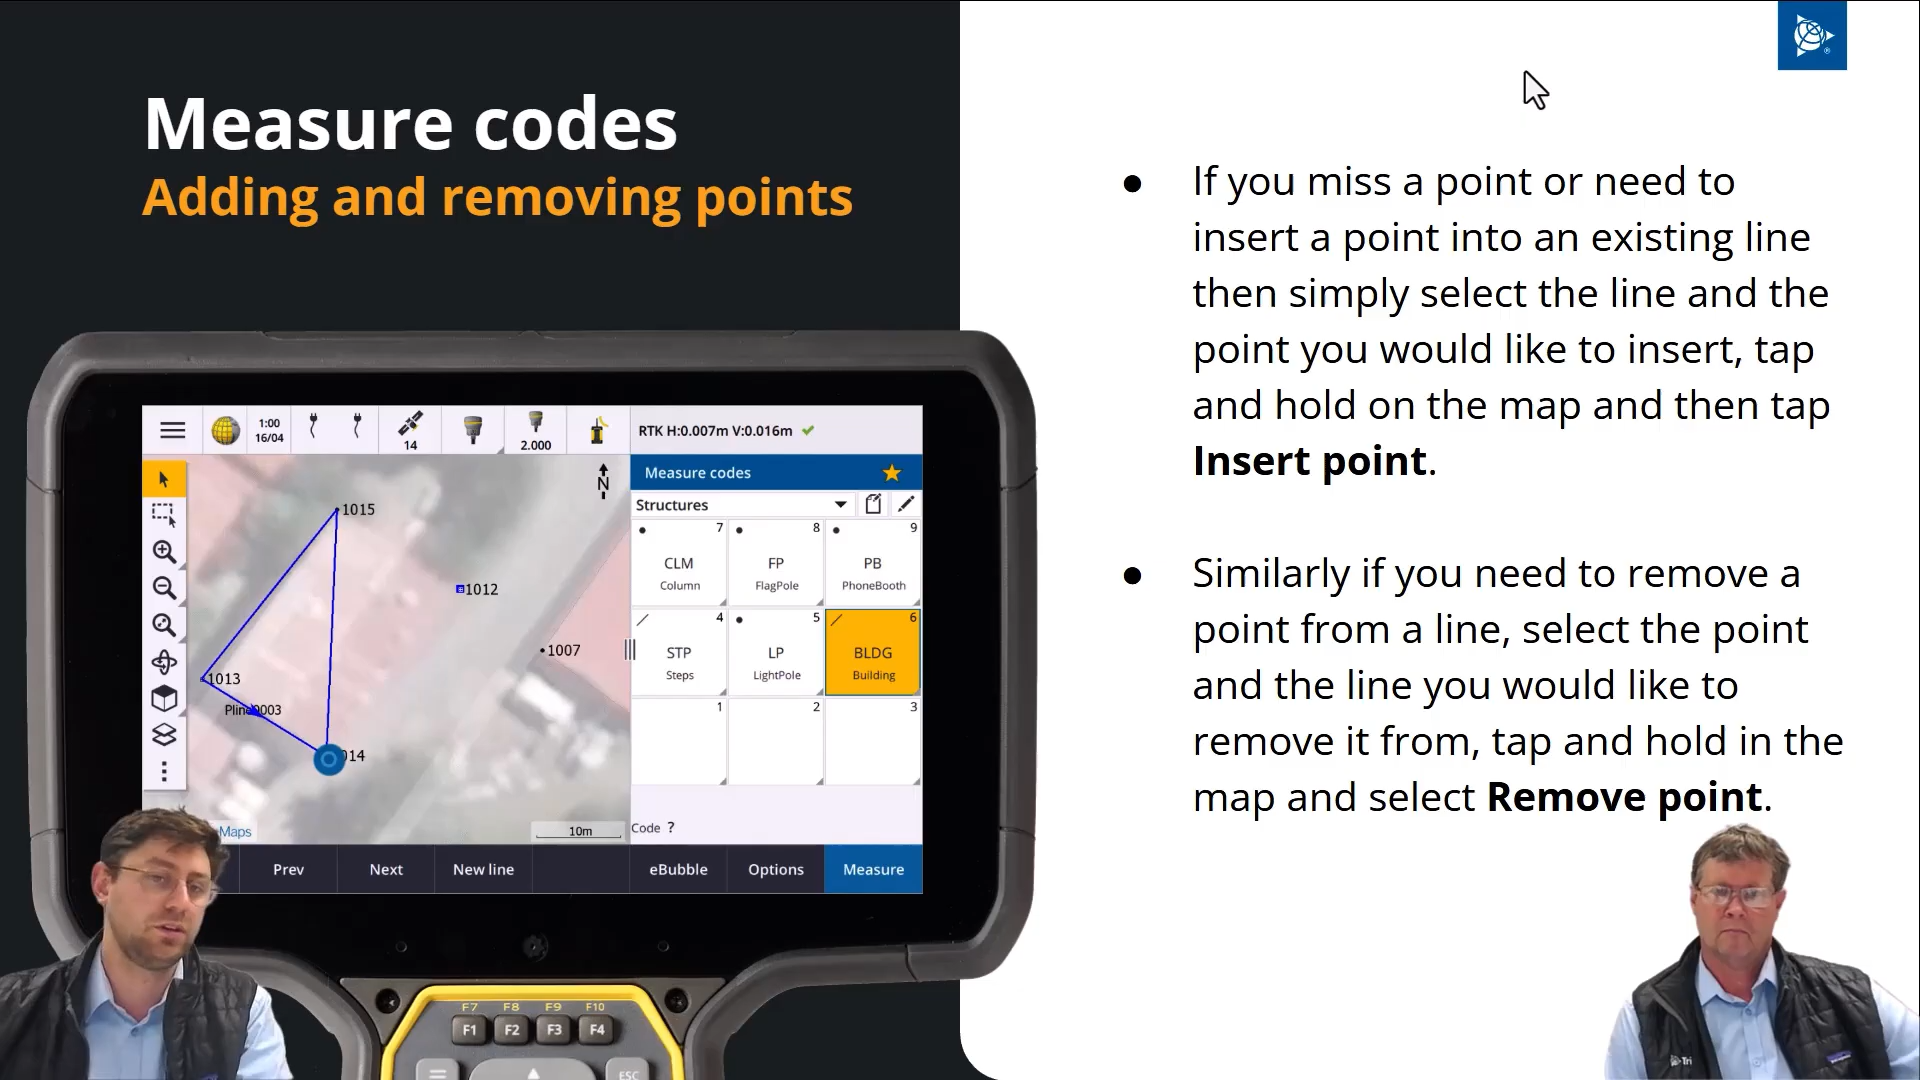 Measure codes
Adding and removing points
● If you miss a point or need to
insert a point into an existing line
then simply select the line and the
point you would like to insert, tap
and hold on the map and then tap
Insert point.
● Similarly if you need to remove a
point from a line, select the point
and the line you would like to
remove it from, tap and hold in the
map and select Remove point.
1:00
16/04
14
2.000
RTK H:0.007m V:0.016m
Measure codes
Structures
N
1015
1012
1007
1013
014
10m
7
CLM
Column
8
FP
FlagPole
9
PB
PhoneBooth
4
STP
Steps
5
LP
LightPole
6
BLDG
Building
1
2
3
Code ?
Maps
Prev
Next
New line
eBubble
Options
Measure
F7 F8 F9 F10
F1 F2 F3 F4
ESC
Tri